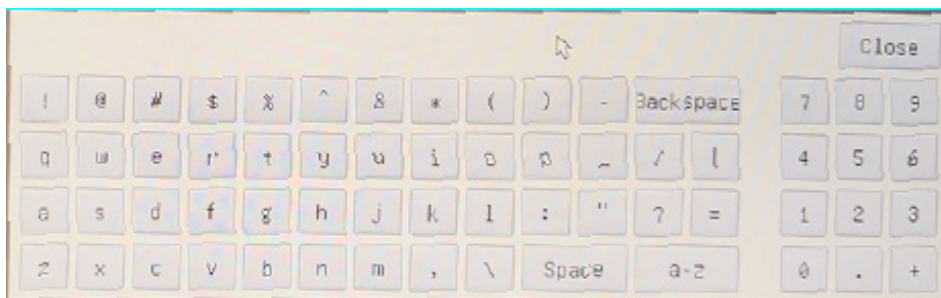 Close
! @ # $ % ^ & * ( ) - Backspace 7 8 9
q w e r t y u i o p _ / [ 4 5 6
a s d f g h j k l : " ? = 1 2 3
z x c v b n m , \ Space a-z 0 . +